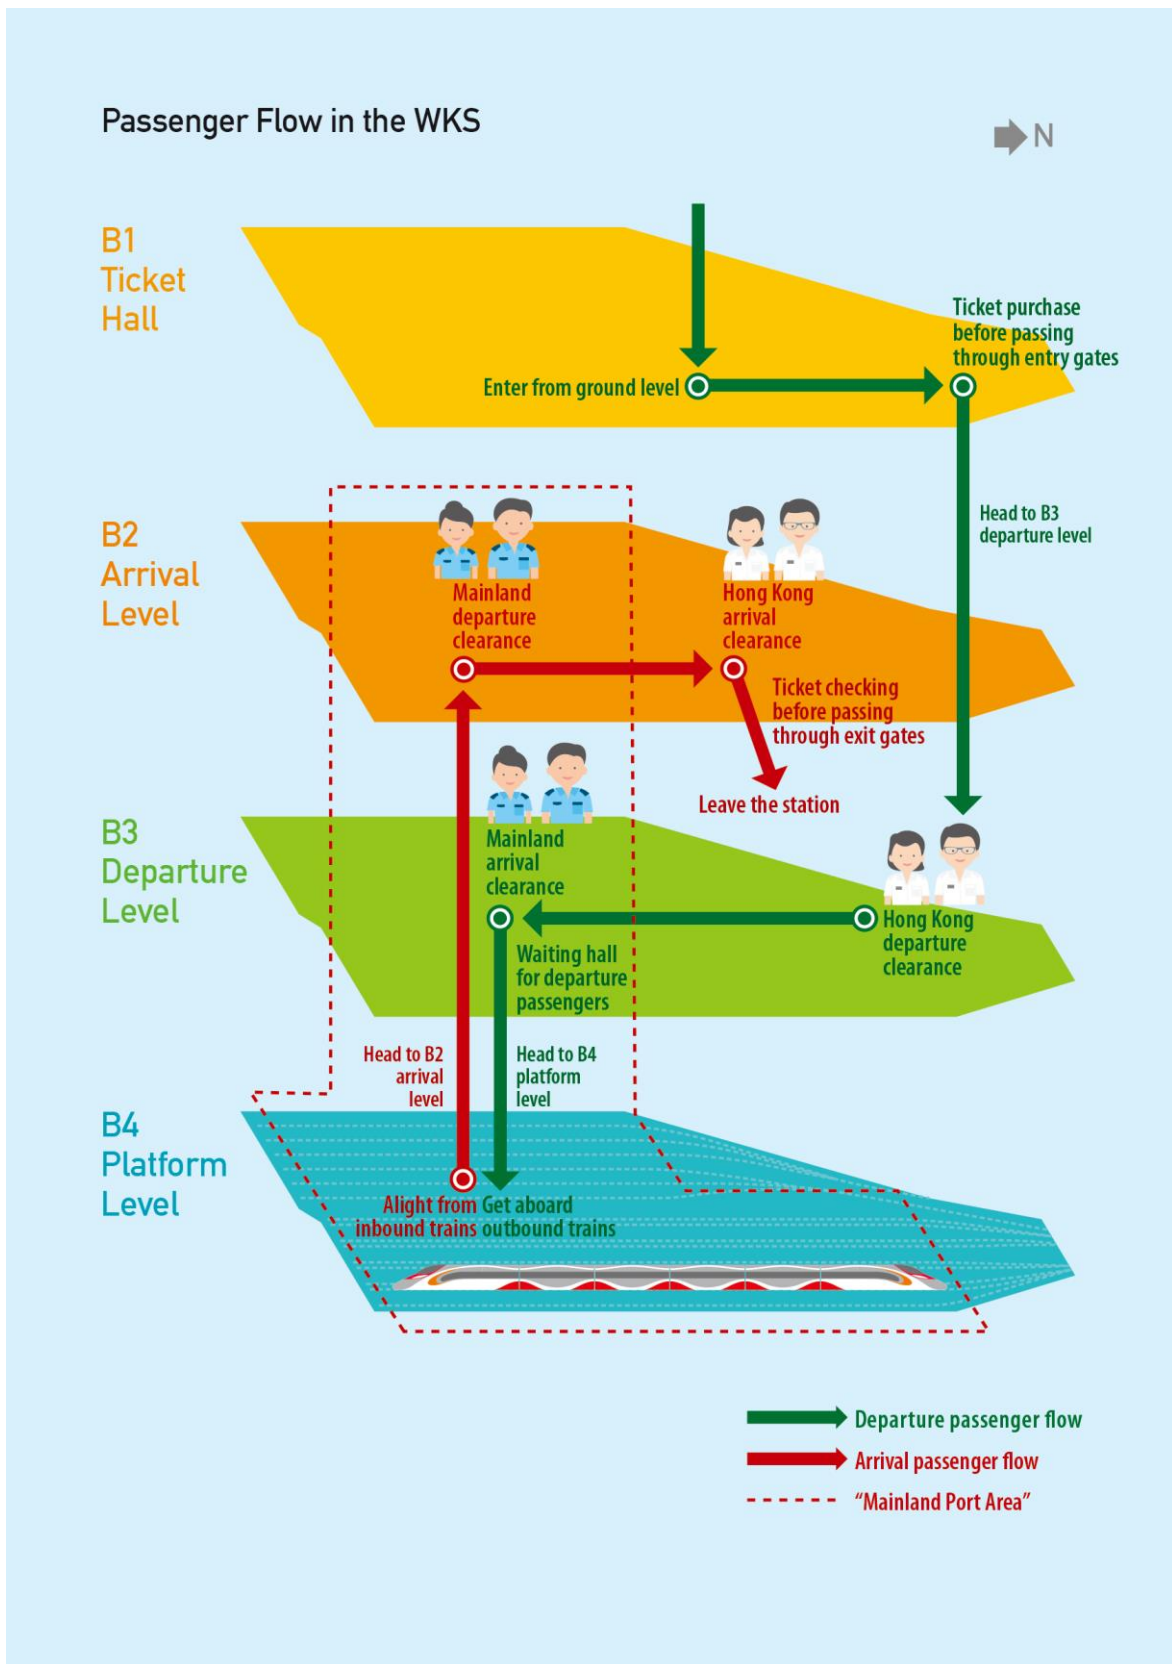 Passenger Flow in the WKS
N
B1
Ticket
Hall
Ticket purchase
before passing
through entry gates
Enter from ground level
Head to B3
departure level
B2
Arrival
Level
Mainland
departure
clearance
Hong Kong
arrival
clearance
Ticket checking
before passing
through exit gates
Leave the station
B3
Departure
Level
Mainland
arrival
clearance
Waiting hall
for departure
passengers
Hong Kong
departure
clearance
Head to B2
arrival
level
Head to B4
platform
level
B4
Platform
Level
Alight from
inbound trains
Get aboard
outbound trains
Departure passenger flow
Arrival passenger flow
“Mainland Port Area”